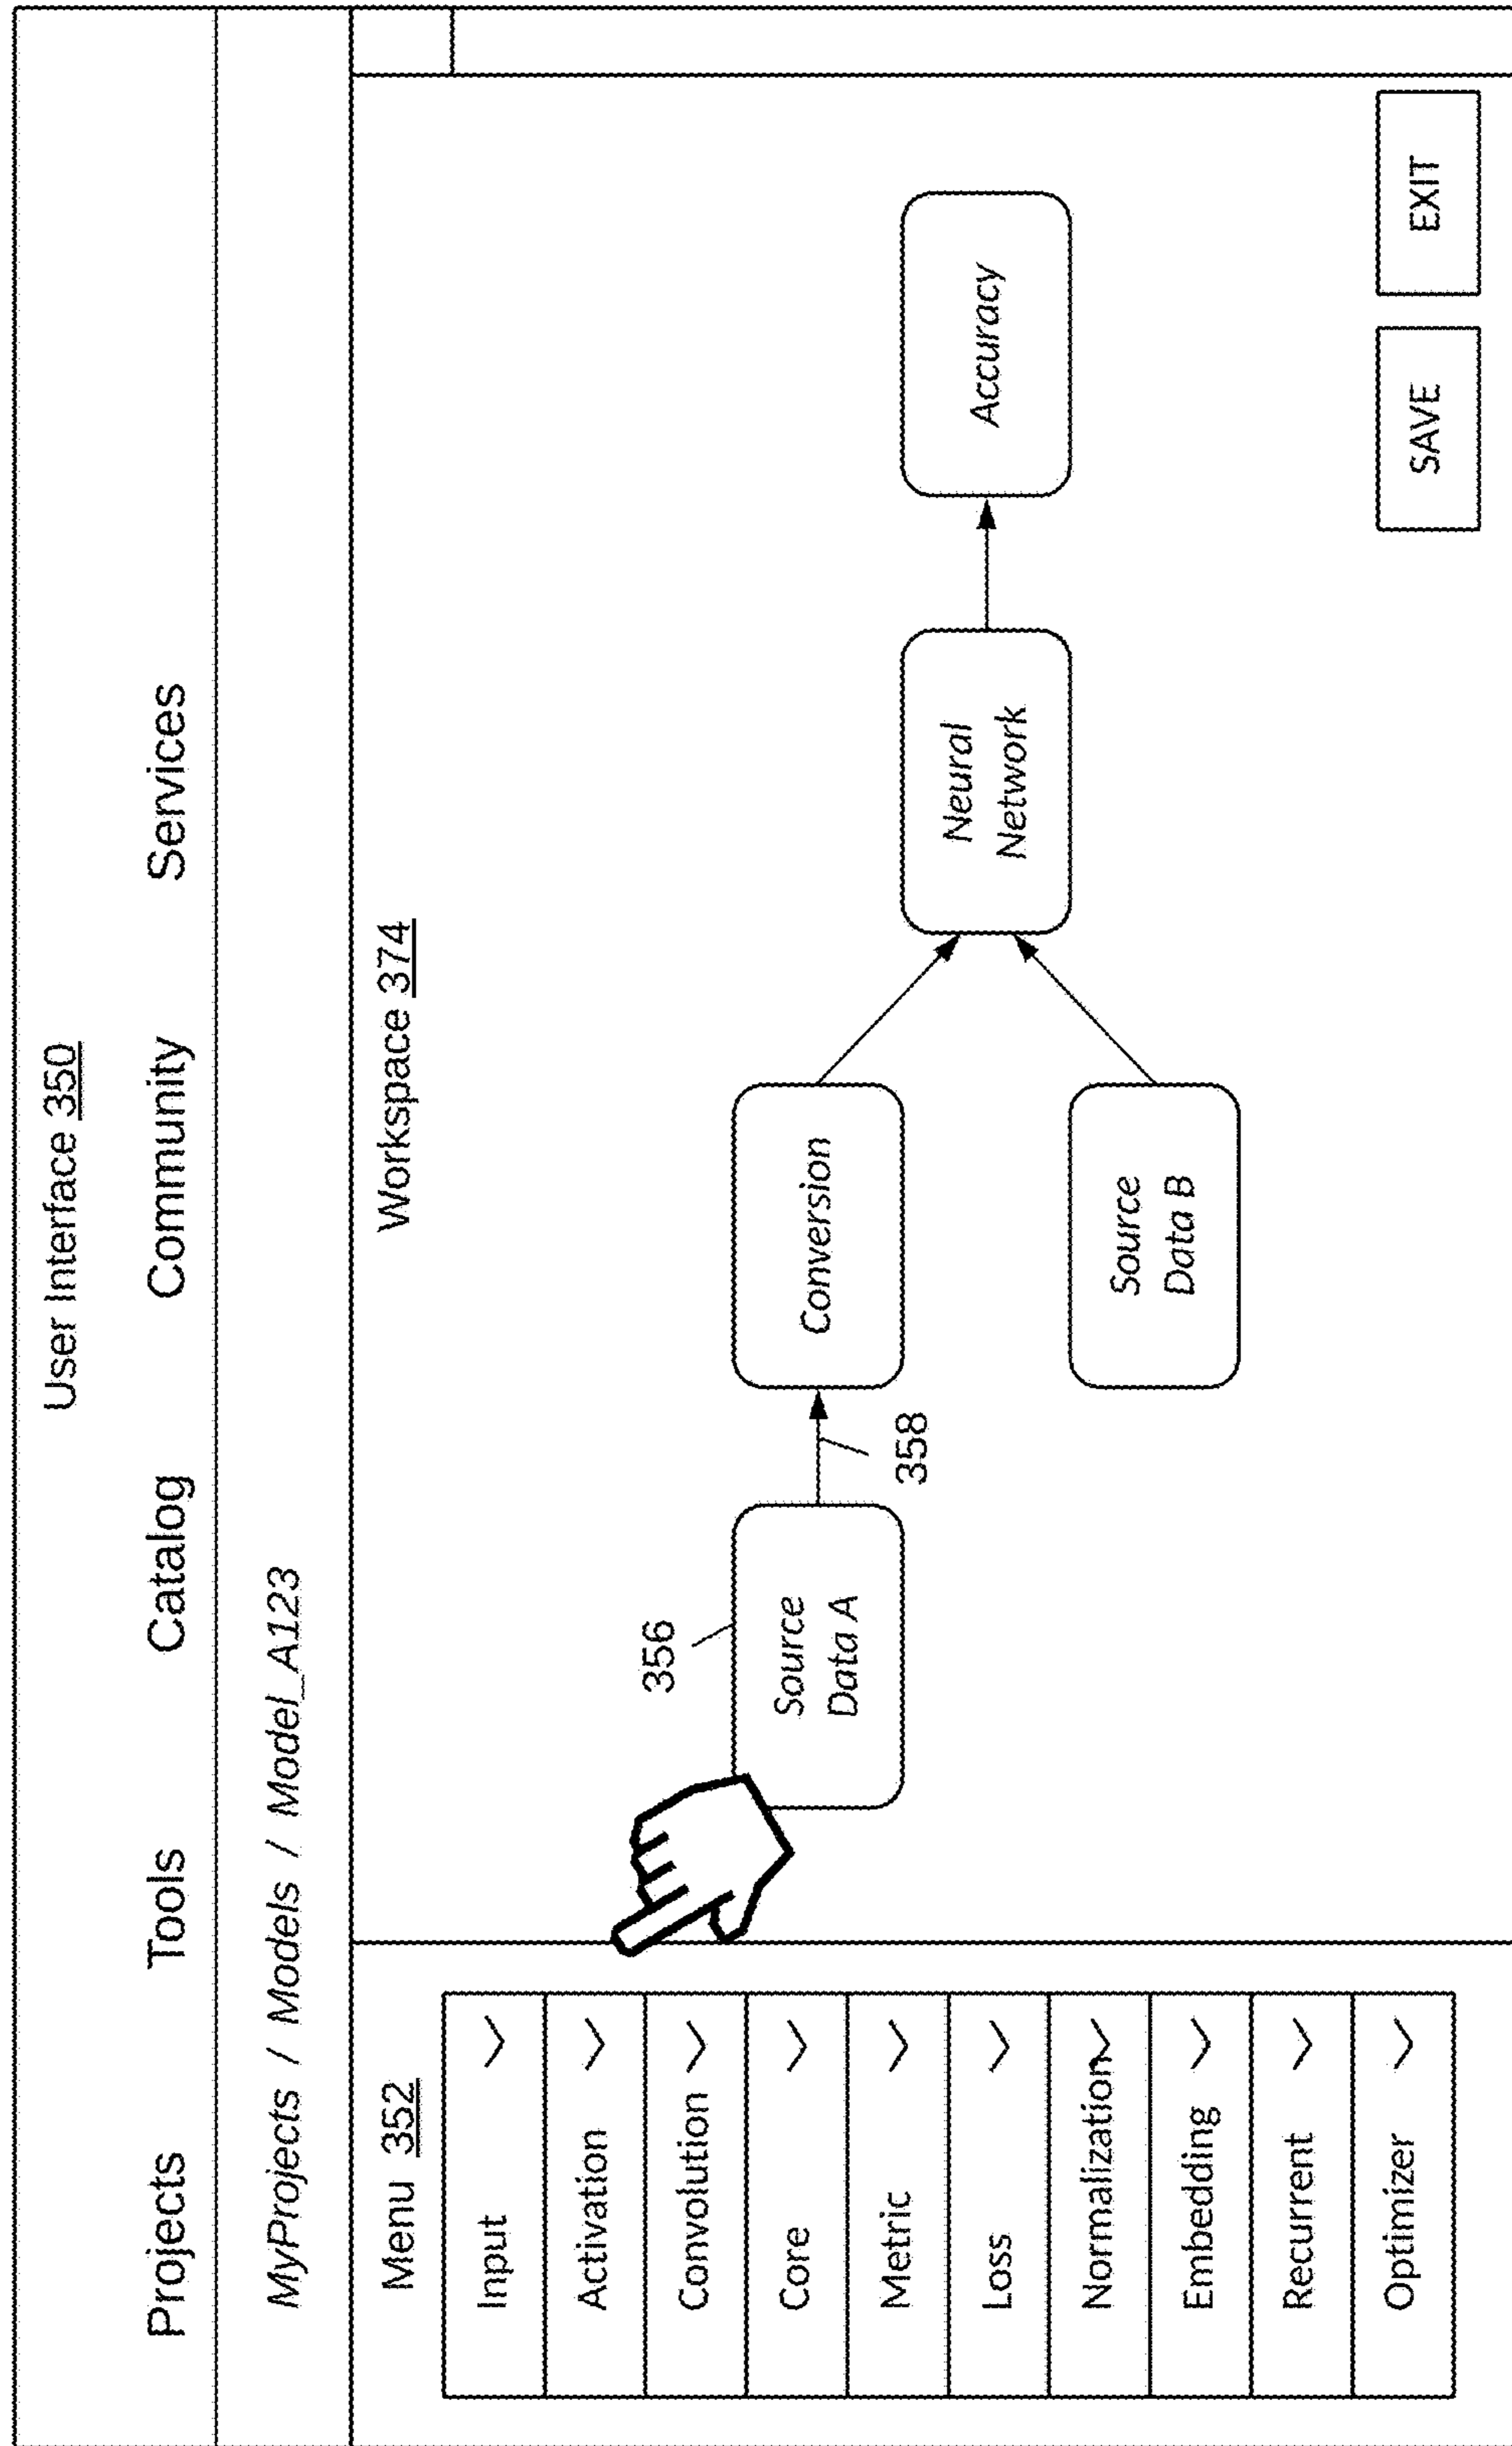 User Interface 350
Projects Tools Catalog Community Services
MyProjects / Models / Model_A123
Menu 352
Input
Activation
Convolution
Core
Metric
Loss
Normalization
Embedding
Recurrent
Optimizer
Workspace 374
356
Source
Data A
358
Conversion
Source
Data B
Neural
Network
Accuracy
SAVE
EXIT